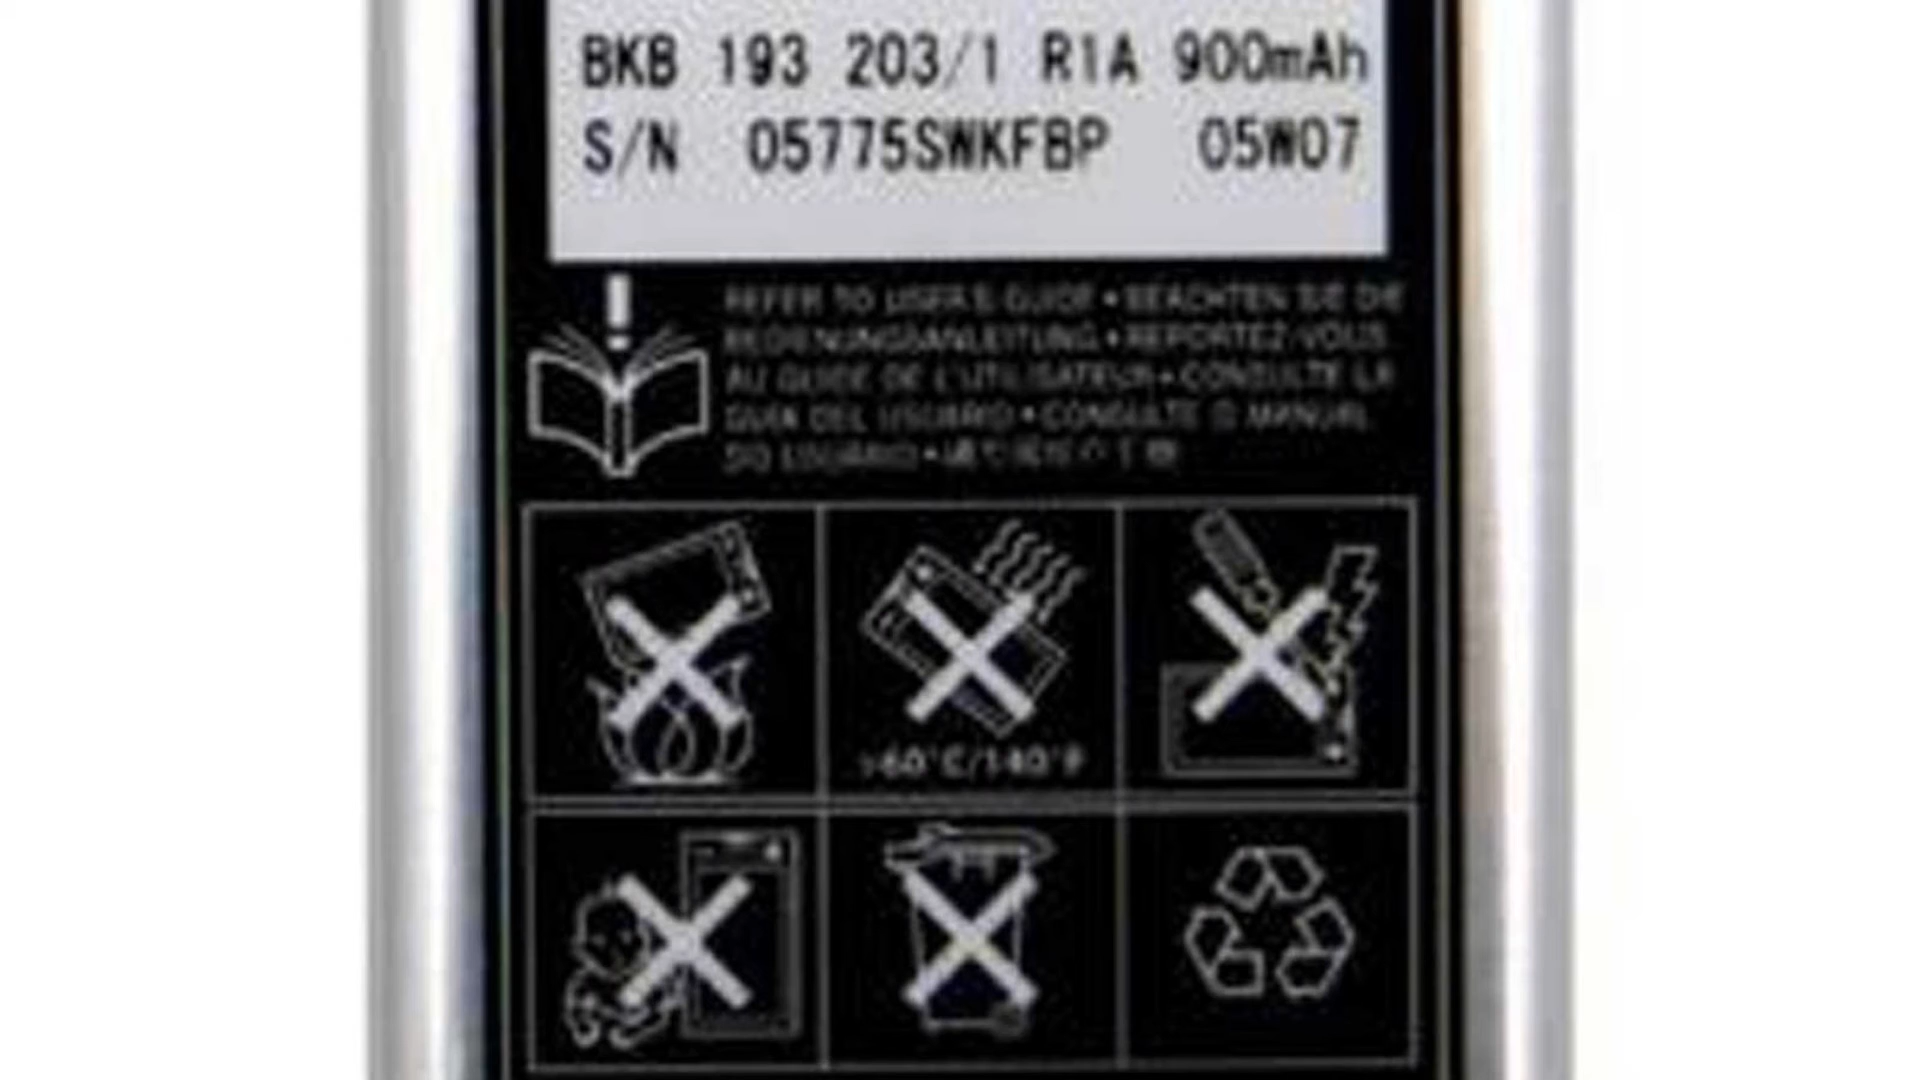 BKB 193 203/1 R1A 900mAh
S/N 05775SWKFBP 05W07
REFER TO USER'S GUIDE • BEACHTEN SIE DIE
BEDIENUNGSANLEITUNG • REPORTEZ-VOUS
AU GUIDE DE L'UTILISATEUR • CONSULTE LA
GUIA DEL USUARIO • CONSULTE O MANUAL
DO USUÁRIO •
>60°C/140°F